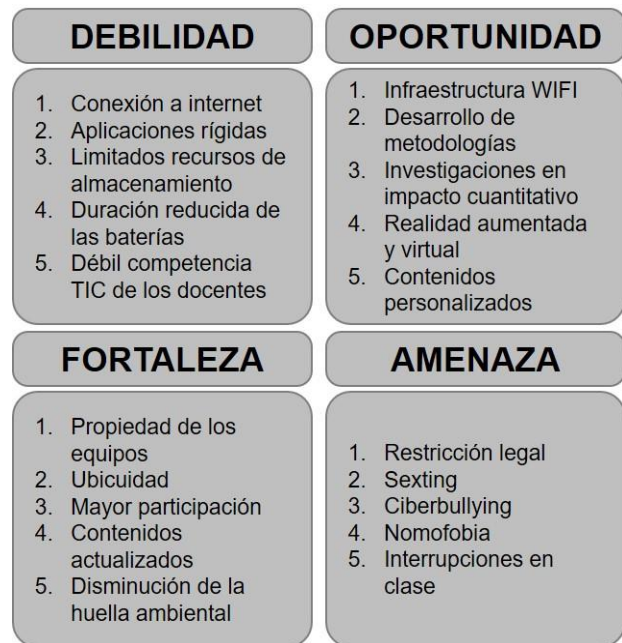 DEBILIDAD
1. Conexión a internet
2. Aplicaciones rígidas
3. Limitados recursos de
almacenamiento
4. Duración reducida de
las baterías
5. Débil competencia
TIC de los docentes
OPORTUNIDAD
1. Infraestructura WIFI
2. Desarrollo de
metodologías
3. Investigaciones en
impacto cuantitativo
4. Realidad aumentada
y virtual
5. Contenidos
personalizados
FORTALEZA
1. Propiedad de los
equipos
2. Ubicuidad
3. Mayor participación
4. Contenidos
actualizados
5. Disminución de la
huella ambiental
AMENAZA
1. Restricción legal
2. Sexting
3. Ciberbullying
4. Nomofobia
5. Interrupciones en
clase